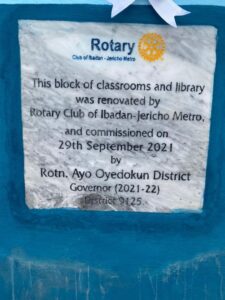 Rotary
Club of Ibadan - Jericho Metro
This block of classrooms and library
was renovated by
Rotary Club of Ibadan-Jericho Metro,
and commissioned on
29th September 2021
by
Rotn. Ayo Oyedokun District
Governor (2021-22)
District 9125